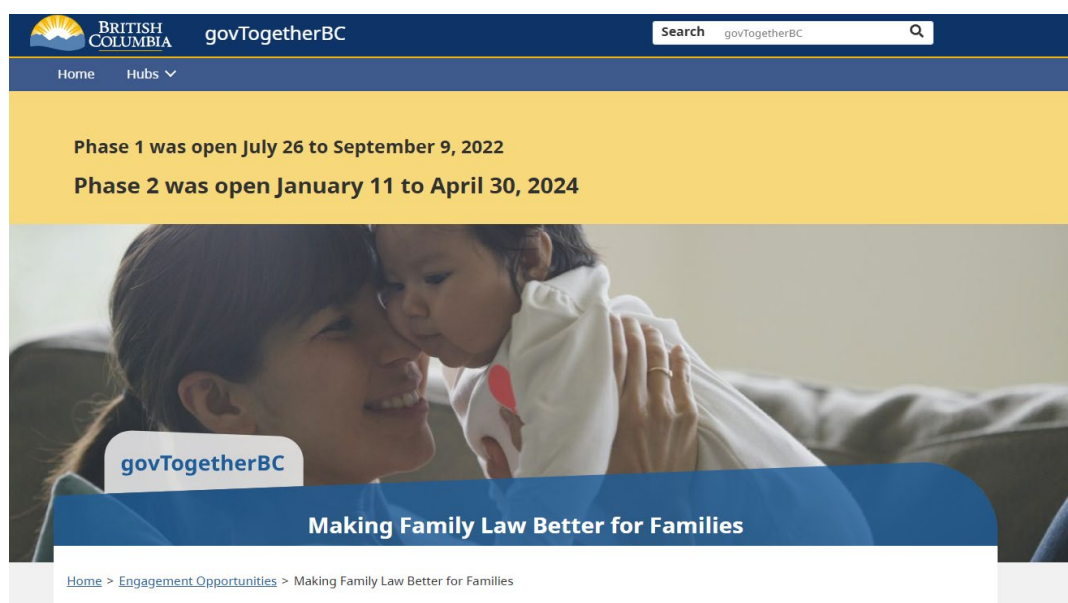 BRITISH
COLUMBIA
govTogetherBC
Search govTogetherBC
Home Hubs
Phase 1 was open July 26 to September 9, 2022
Phase 2 was open January 11 to April 30, 2024
govTogetherBC
Making Family Law Better for Families
Home > Engagement Opportunities > Making Family Law Better for Families